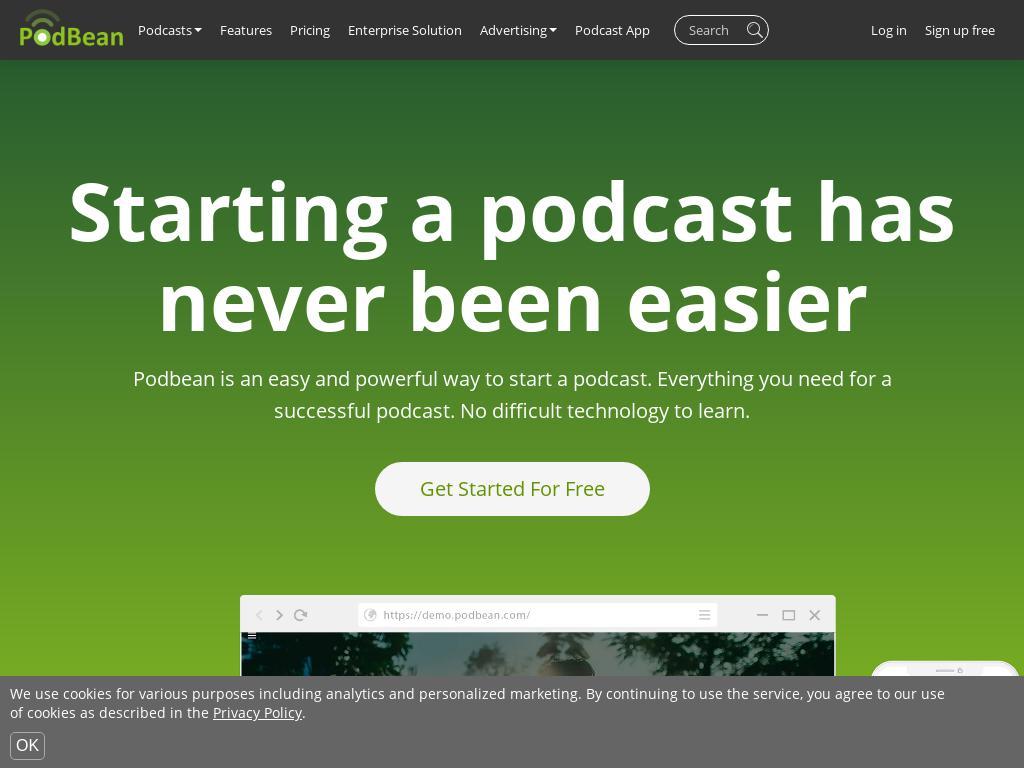 PodBean
Podcasts
Features
Pricing
Enterprise Solution
Advertising
Podcast App
Search
Log in
Sign up free
Starting a podcast has
never been easier
Podbean is an easy and powerful way to start a podcast. Everything you need for a
successful podcast. No difficult technology to learn.
Get Started For Free
https://demo.podbean.com/
We use cookies for various purposes including analytics and personalized marketing. By continuing to use the service, you agree to our use
of cookies as described in the Privacy Policy.
OK